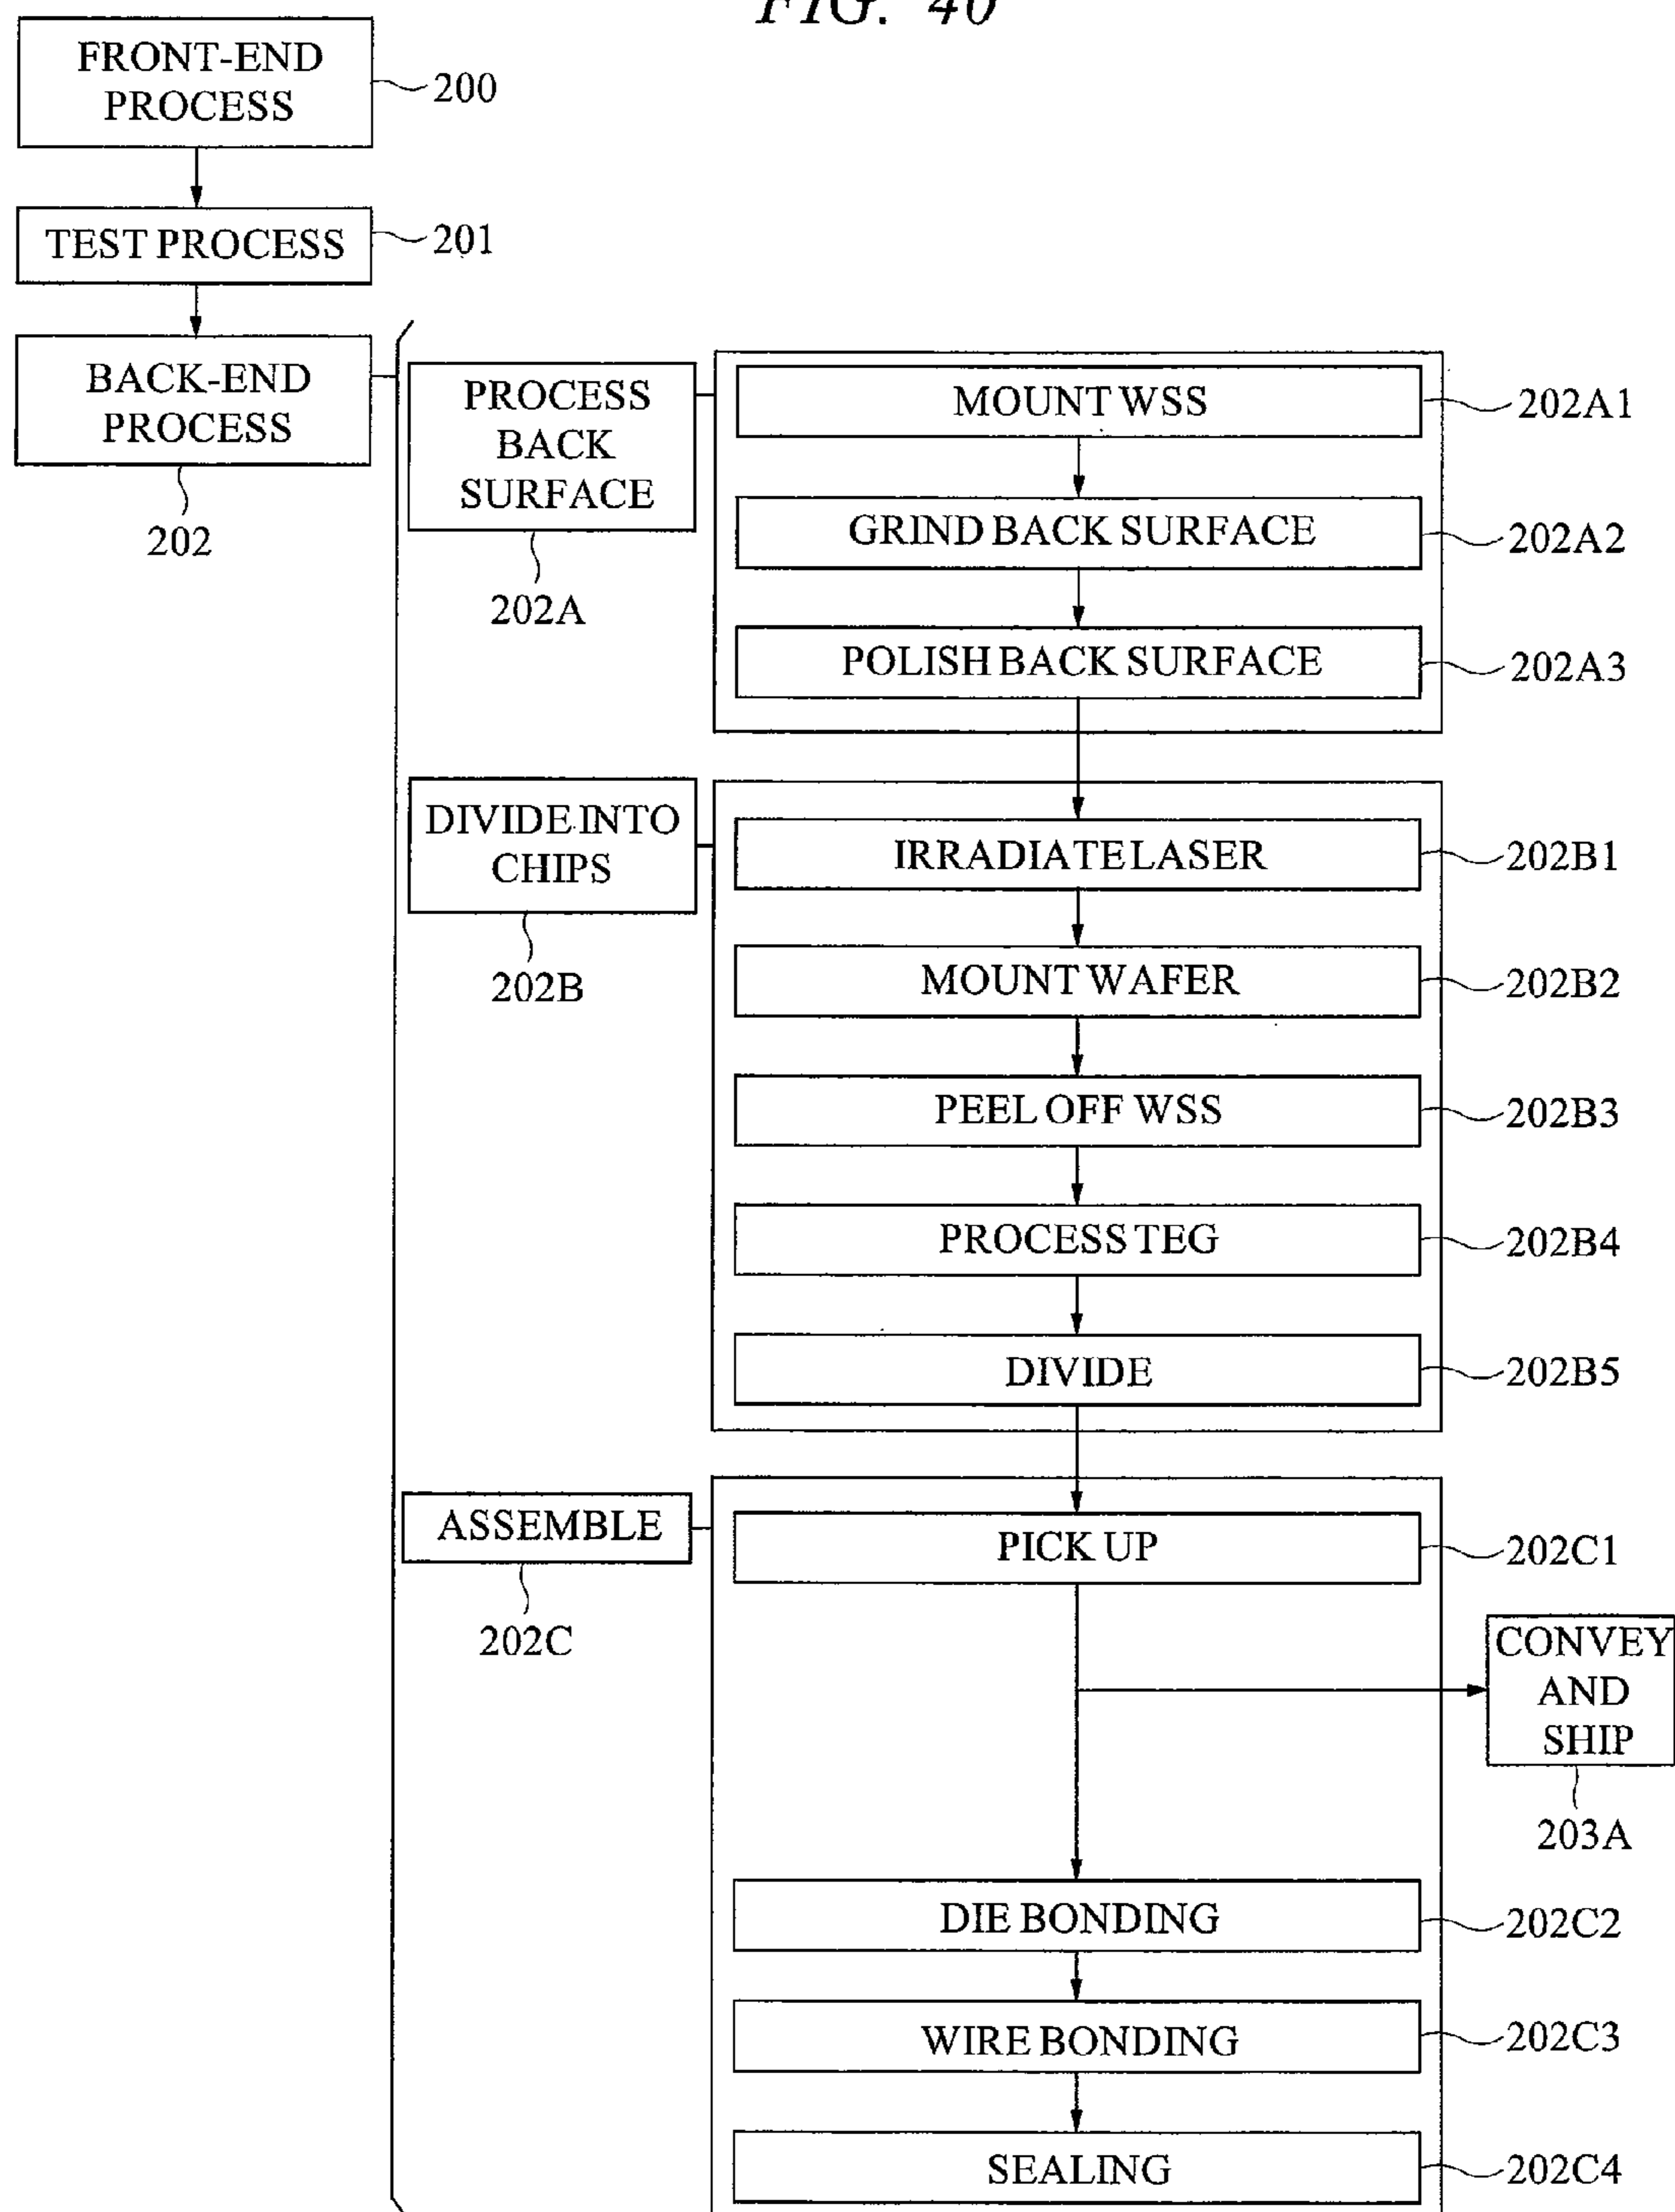 FIG. 40
FRONT-END
PROCESS
200
TEST PROCESS
201
BACK-END
PROCESS
202
PROCESS
BACK
SURFACE
202A
MOUNT WSS
202A1
GRIND BACK SURFACE
202A2
POLISH BACK SURFACE
202A3
DIVIDE INTO
CHIPS
202B
IRRADIATE LASER
202B1
MOUNT WAFER
202B2
PEEL OFF WSS
202B3
PROCESS TEG
202B4
DIVIDE
202B5
ASSEMBLE
202C
PICK UP
202C1
CONVEY
AND
SHIP
203A
DIE BONDING
202C2
WIRE BONDING
202C3
SEALING
202C4